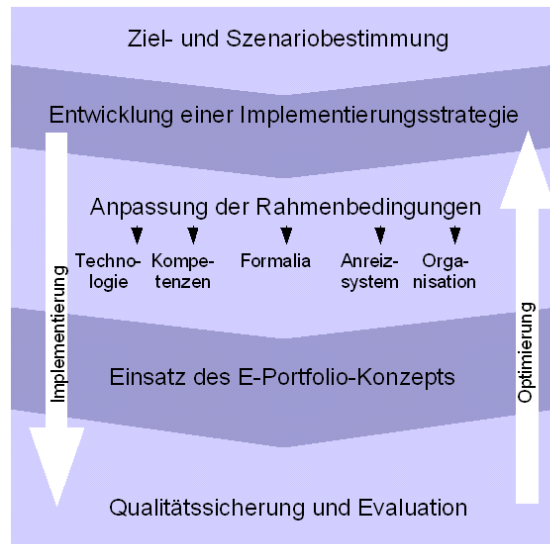 Ziel- und Szenariobestimmung
Entwicklung einer Implementierungsstrategie
Anpassung der Rahmenbedingungen
Techno-
logie
Kompe-
tenzen
Formalia
Anreiz-
system
Orga-
nisation
Implementierung
Optimierung
Einsatz des E-Portfolio-Konzepts
Qualitätssicherung und Evaluation